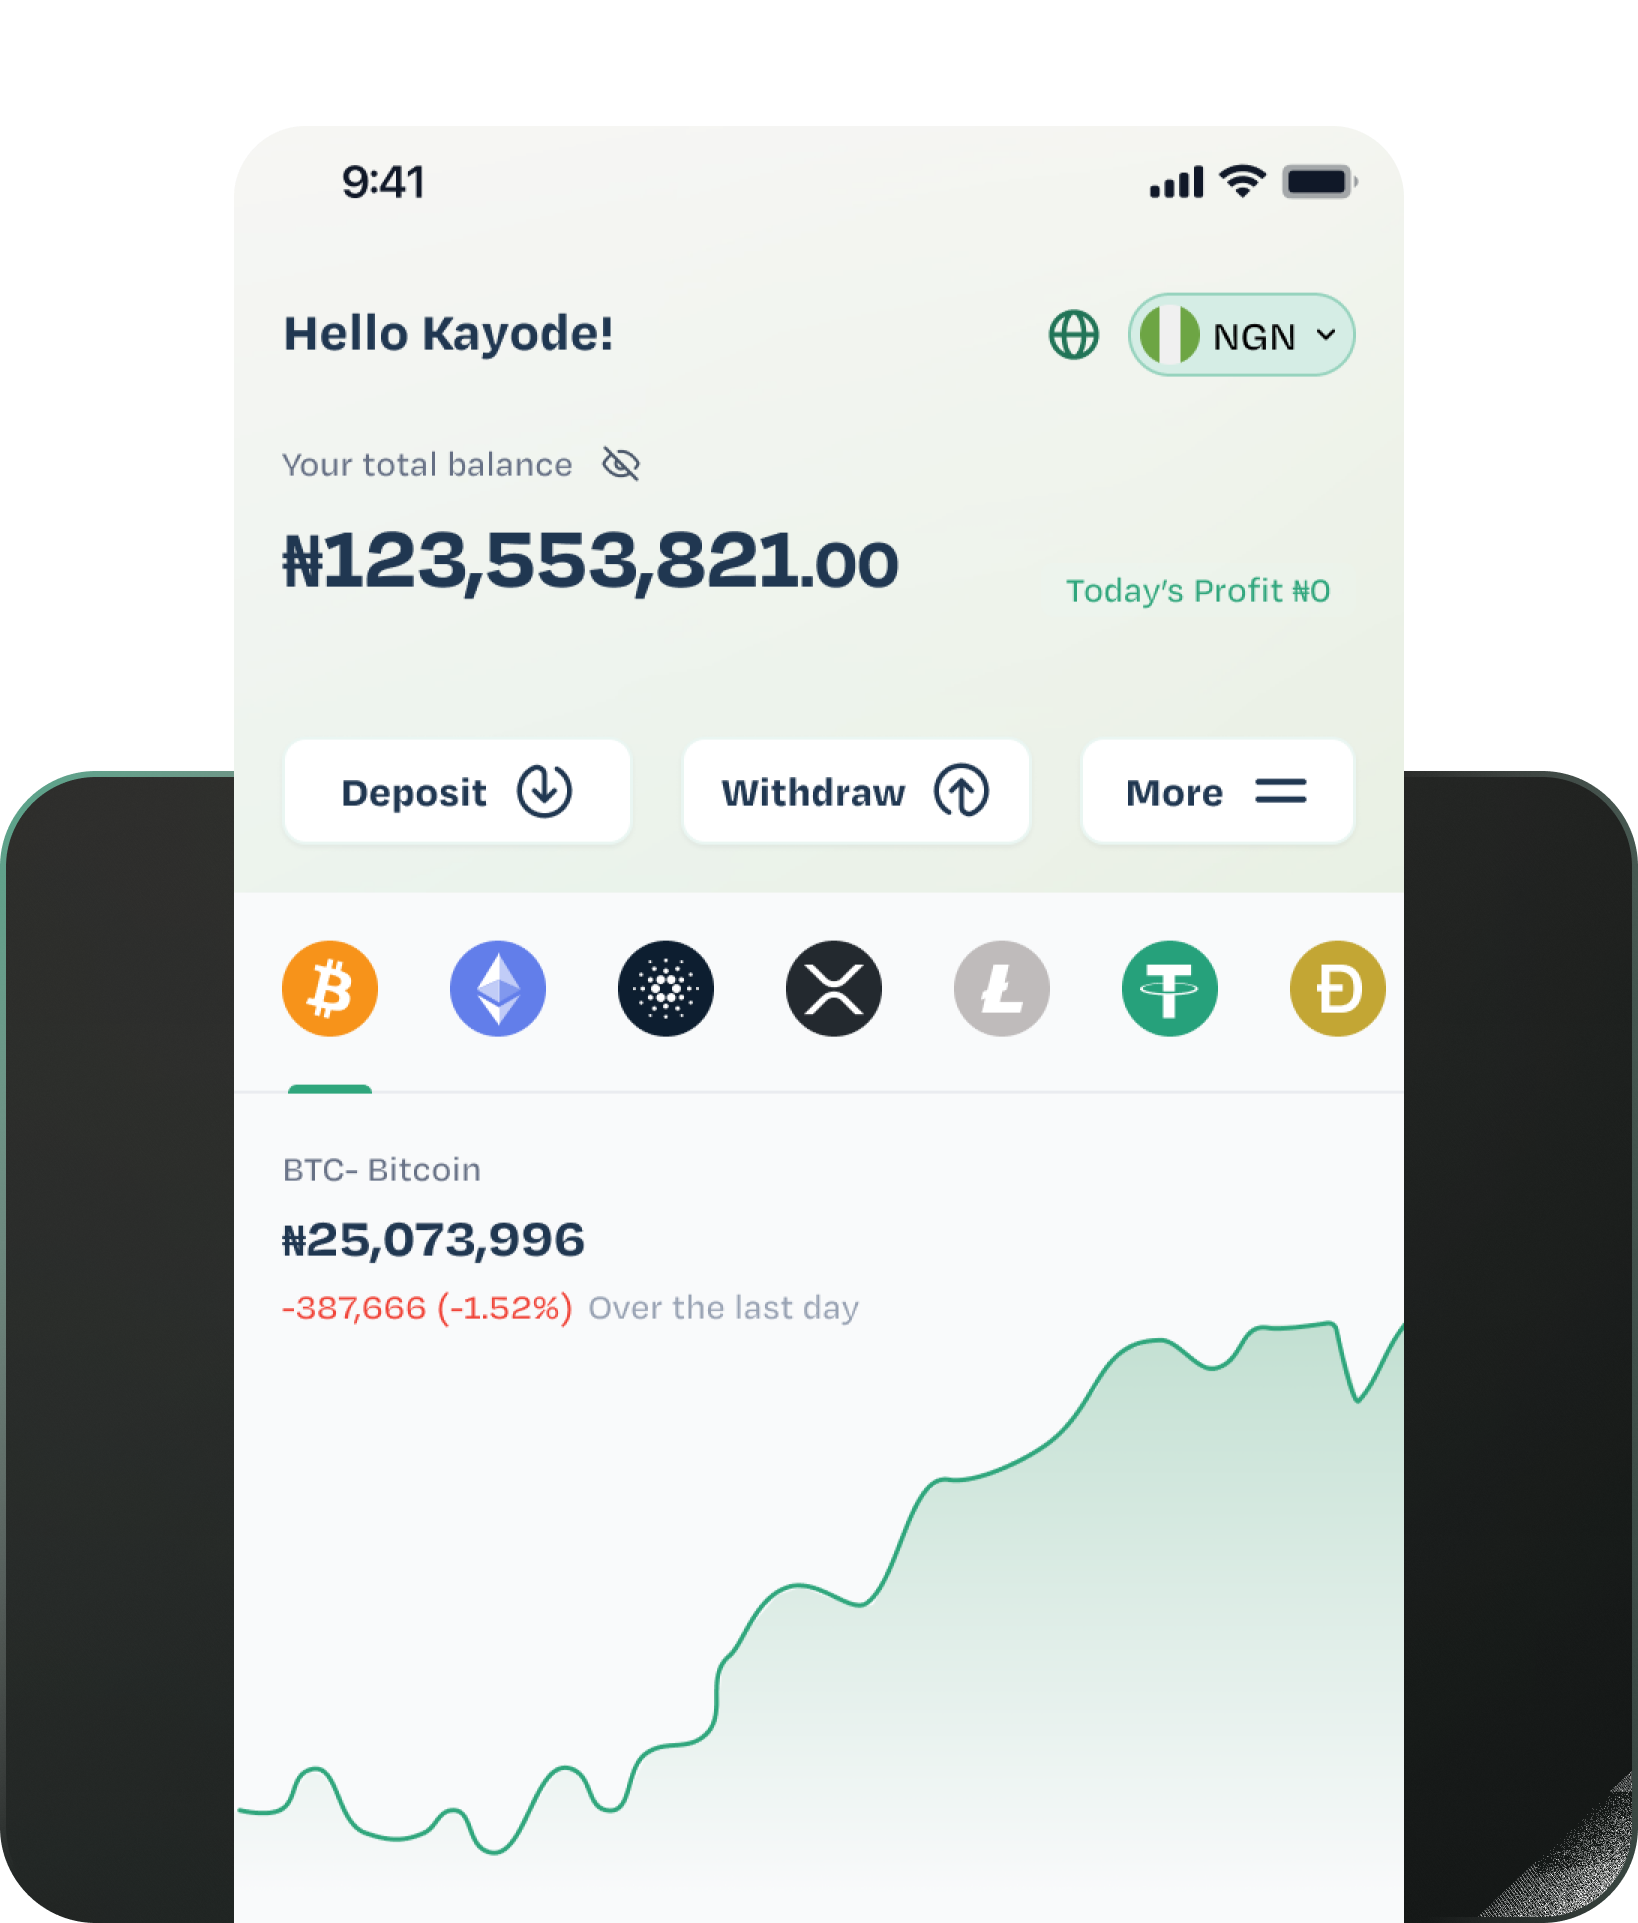 9:41
Hello Kayode!
NGN
Your total balance
₦123,553,821.00
Today’s Profit ₦0
Deposit
Withdraw
More
BTC- Bitcoin
₦25,073,996
-387,666 (-1.52%) Over the last day